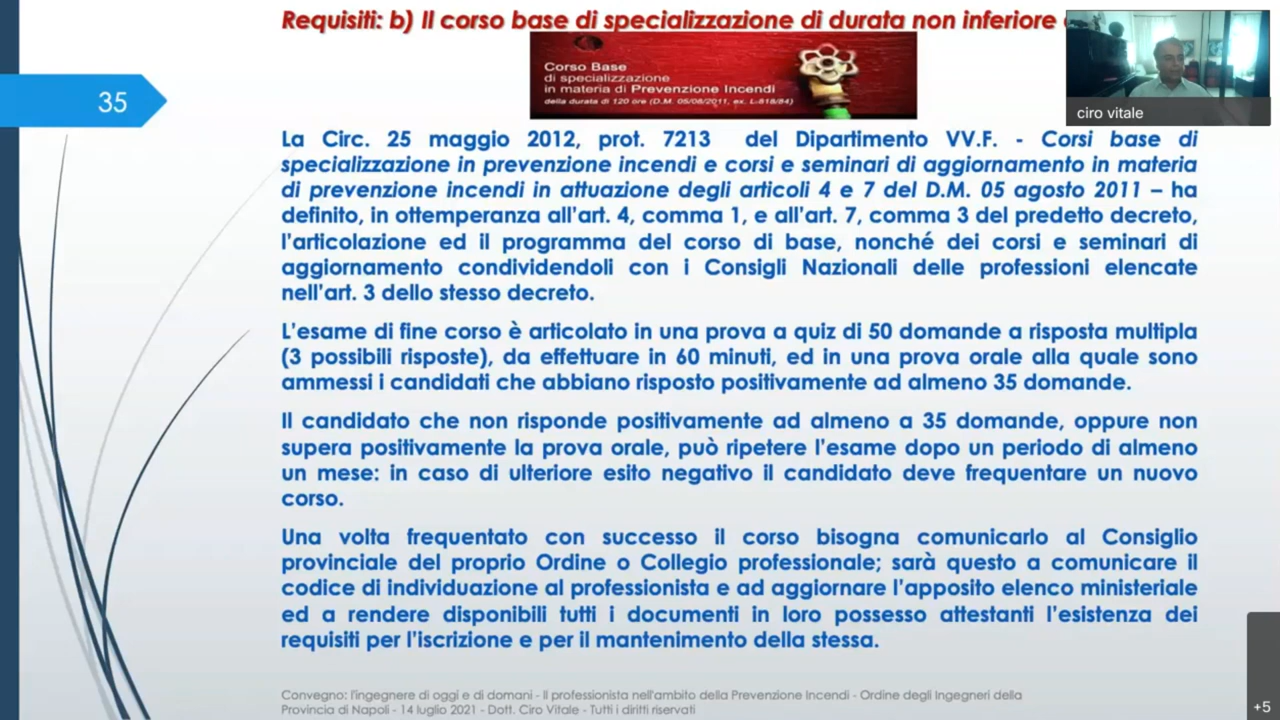 Requisiti: b) Il corso base di specializzazione di durata non inferiore
35
Corso Base
di specializzazione
in materia di Prevenzione Incendi
della durata di 120 ore (D.M. 05/08/2011, ex. L-818/84)
ciro vitale
La Circ. 25 maggio 2012, prot. 7213 del Dipartimento VV.F. - Corsi base di
specializzazione in prevenzione incendi e corsi e seminari di aggiornamento in materia
di prevenzione incendi in attuazione degli articoli 4 e 7 del D.M. 05 agosto 2011 – ha
definito, in ottemperanza all'art. 4, comma 1, e all'art. 7, comma 3 del predetto decreto,
l'articolazione ed il programma del corso di base, nonché dei corsi e seminari di
aggiornamento condividendoli con i Consigli Nazionali delle professioni elencate
nell'art. 3 dello stesso decreto.
L'esame di fine corso è articolato in una prova a quiz di 50 domande a risposta multipla
(3 possibili risposte), da effettuare in 60 minuti, ed in una prova orale alla quale sono
ammessi i candidati che abbiano risposto positivamente ad almeno 35 domande.
Il candidato che non risponde positivamente ad almeno a 35 domande, oppure non
supera positivamente la prova orale, può ripetere l'esame dopo un periodo di almeno
un mese: in caso di ulteriore esito negativo il candidato deve frequentare un nuovo
corso.
Una volta frequentato con successo il corso bisogna comunicarlo al Consiglio
provinciale del proprio Ordine o Collegio professionale; sarà questo a comunicare il
codice di individuazione al professionista e ad aggiornare l'apposito elenco ministeriale
ed a rendere disponibili tutti i documenti in loro possesso attestanti l'esistenza dei
requisiti per l'iscrizione e per il mantenimento della stessa.
Convegno: l'ingegnere di oggi e di domani - Il professionista nell'ambito della Prevenzione Incendi - Ordine degli Ingegneri della
Provincia di Napoli - 14 luglio 2021 - Dott. Ciro Vitale - Tutti i diritti riservati
+5